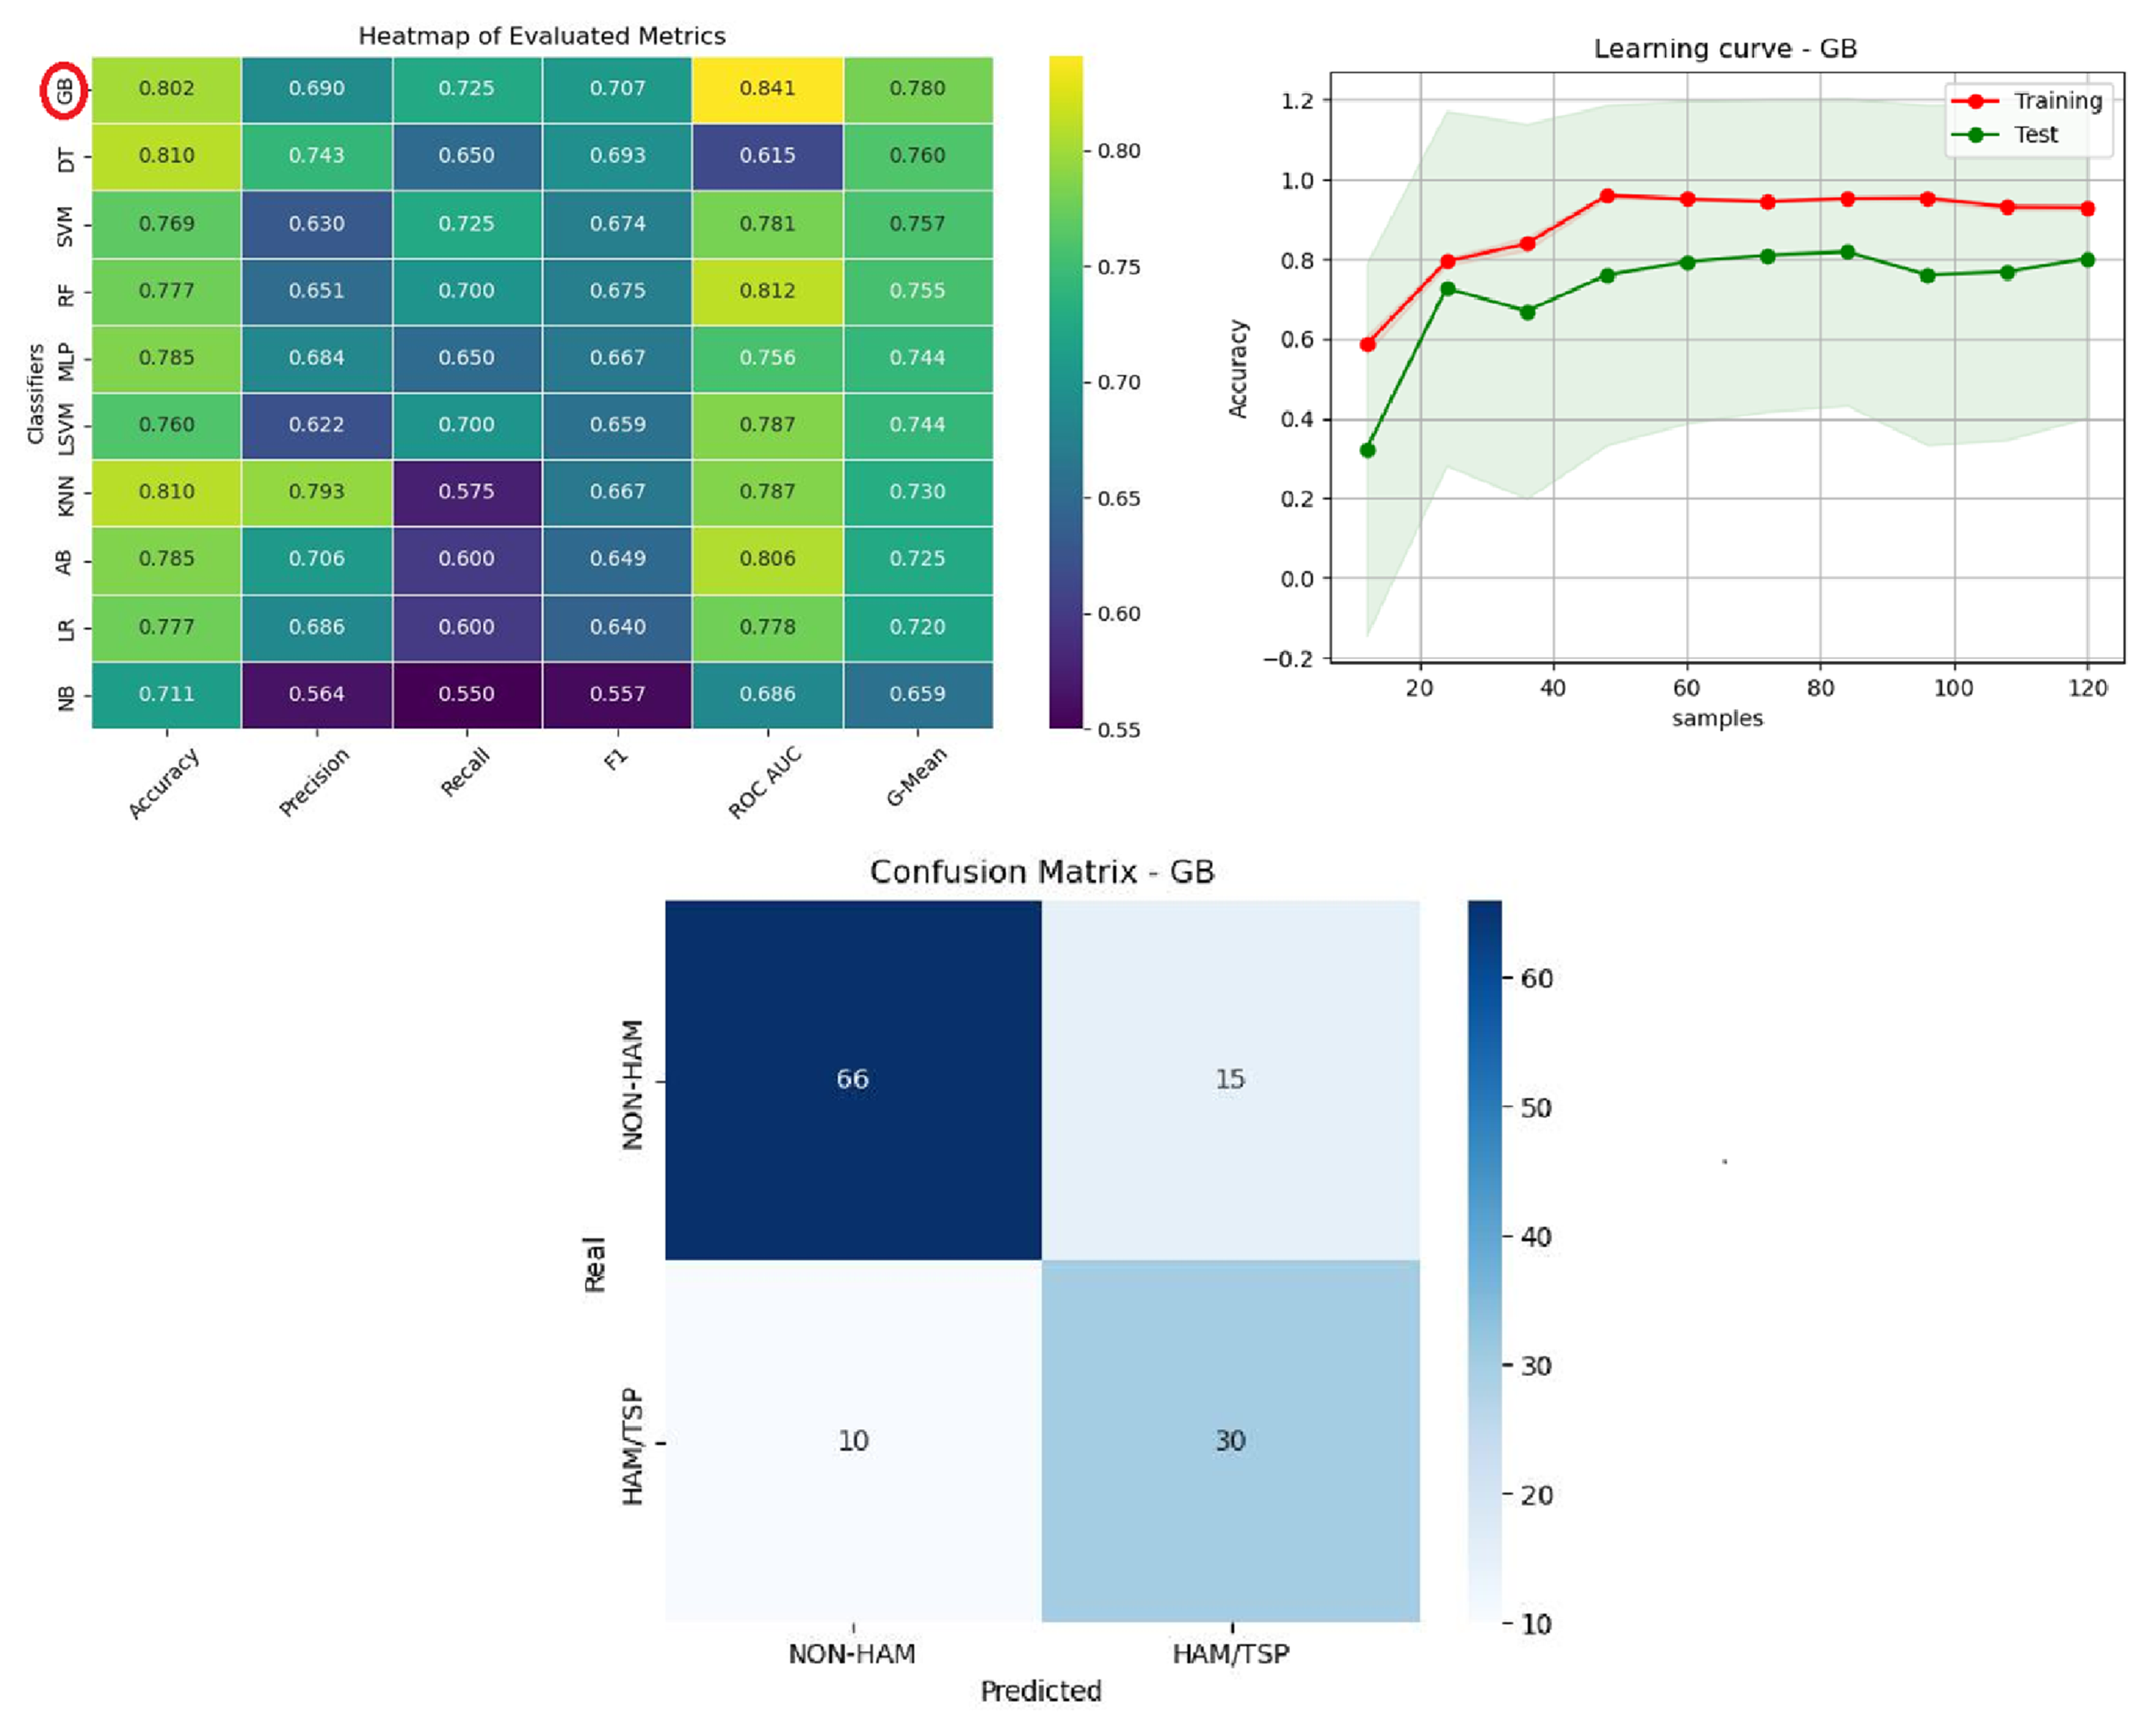 Heatmap of Evaluated Metrics
Classifiers
GB 0.802 0.690 0.725 0.707 0.841 0.780
DT 0.810 0.743 0.650 0.693 0.615 0.760
SVM 0.769 0.630 0.725 0.674 0.781 0.757
RF 0.777 0.651 0.700 0.675 0.812 0.755
MLP 0.785 0.684 0.650 0.667 0.756 0.744
LSVM 0.760 0.622 0.700 0.659 0.787 0.744
KNN 0.810 0.793 0.575 0.667 0.787 0.730
AB 0.785 0.706 0.600 0.649 0.806 0.725
LR 0.777 0.686 0.600 0.640 0.778 0.720
NB 0.711 0.564 0.550 0.557 0.686 0.659
Accuracy Precision Recall F1 ROC AUC G-Mean
0.80
0.75
0.70
0.65
0.60
0.55
Learning curve - GB
Training
Test
Accuracy
1.2
1.0
0.8
0.6
0.4
0.2
0.0
−0.2
20 40 60 80 100 120
samples
Confusion Matrix - GB
Real
NON-HAM 66 15
HAM/TSP 10 30
NON-HAM HAM/TSP
Predicted
60
50
40
30
20
10